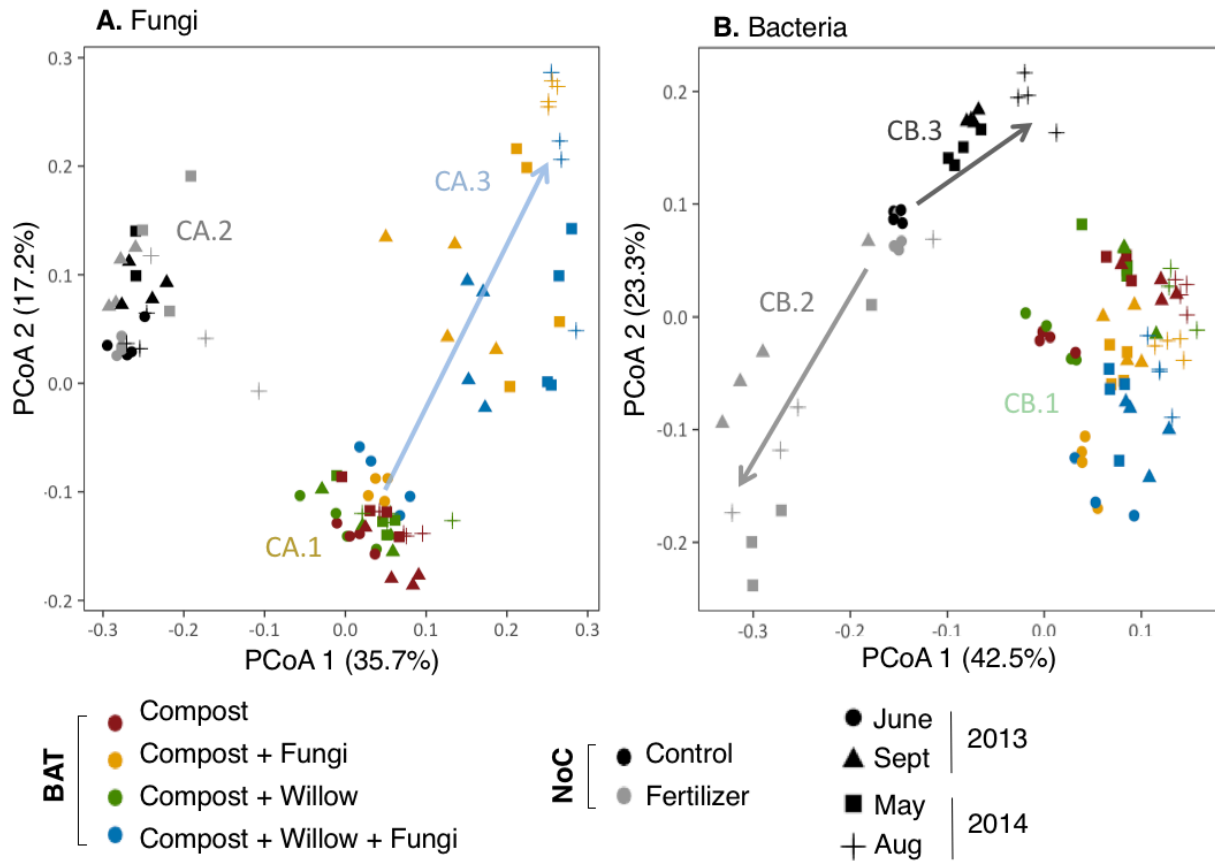 A. Fungi
0.3
0.2
0.1
0.0
-0.1
-0.2
PCoA 2 (17.2%)
CA.2
CA.3
CA.1
-0.3 -0.2 -0.1 0.0 0.1 0.2 0.3
PCoA 1 (35.7%)
B. Bacteria
0.2
0.1
0.0
-0.1
-0.2
PCoA 2 (23.3%)
CB.3
CB.2
CB.1
-0.3 -0.2 -0.1 0.0 0.1
PCoA 1 (42.5%)
BAT
Compost
Compost + Fungi
Compost + Willow
Compost + Willow + Fungi
NoC
Control
Fertilizer
June
Sept
2013
May
Aug
2014